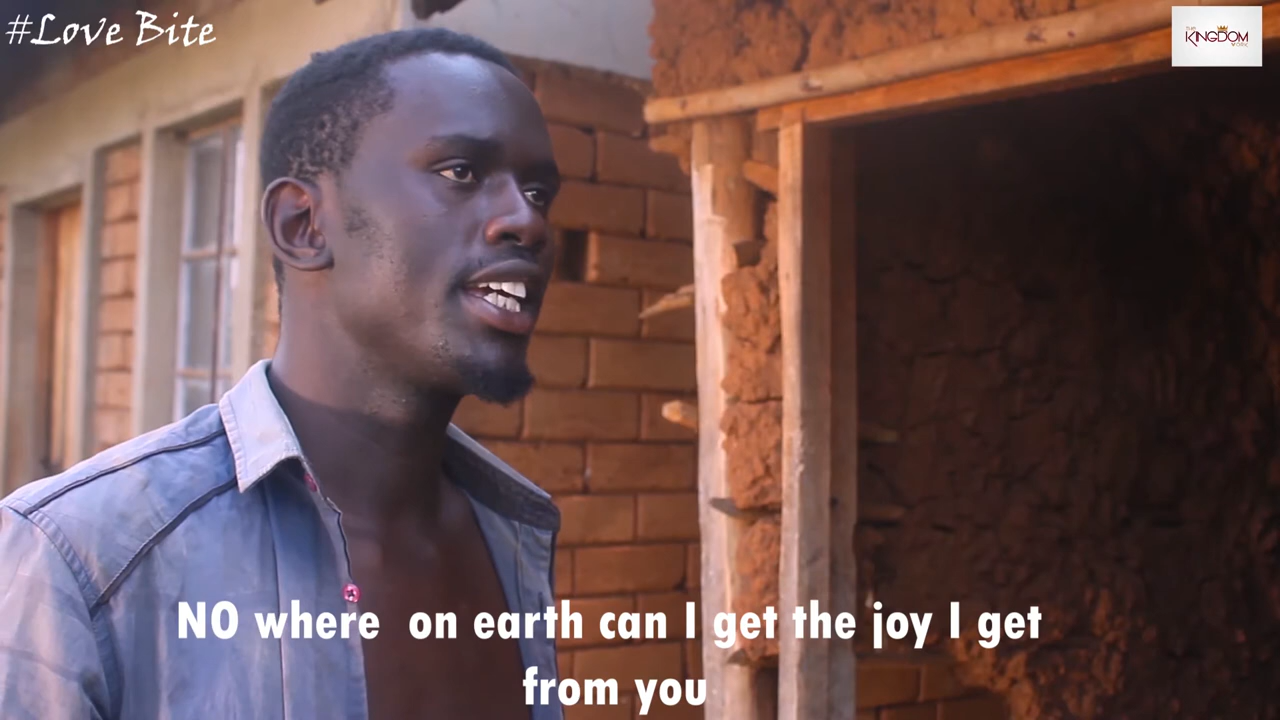 #Love Bite
KINGDOM
NO where on earth can I get the joy I get
from you